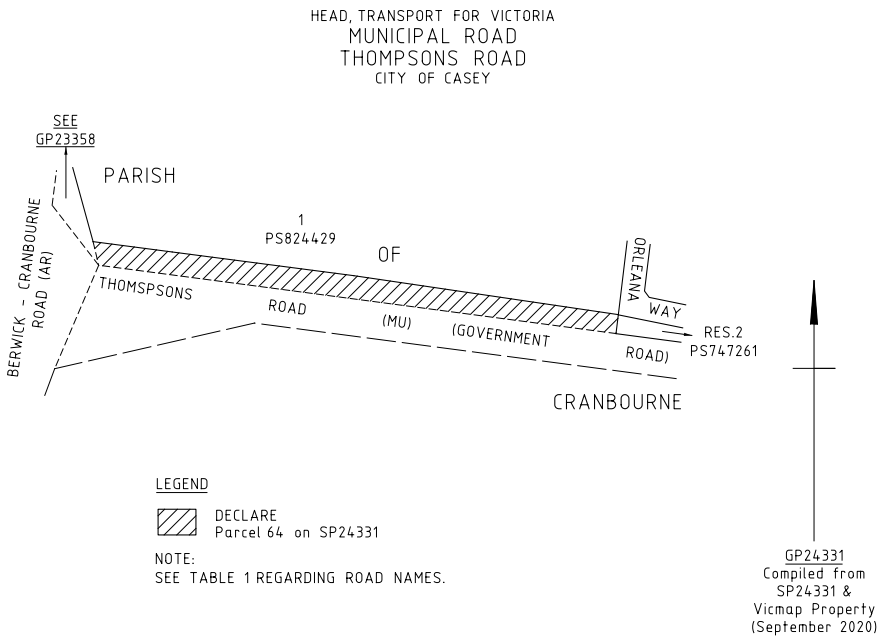 HEAD, TRANSPORT FOR VICTORIA
MUNICIPAL ROAD
THOMPSONS ROAD
CITY OF CASEY
SEE
GP23358
PARISH
1
PS824429
OF
BERWICK - CRANBOURNE
ROAD (AR)
ORLEANA
WAY
THOMSPSONS ROAD (MU) (GOVERNMENT ROAD)
RES.2
PS747261
CRANBOURNE
LEGEND
DECLARE
Parcel 64 on SP24331
NOTE:
SEE TABLE 1 REGARDING ROAD NAMES.
GP24331
Compiled from
SP24331 &
Vicmap Property
(September 2020)